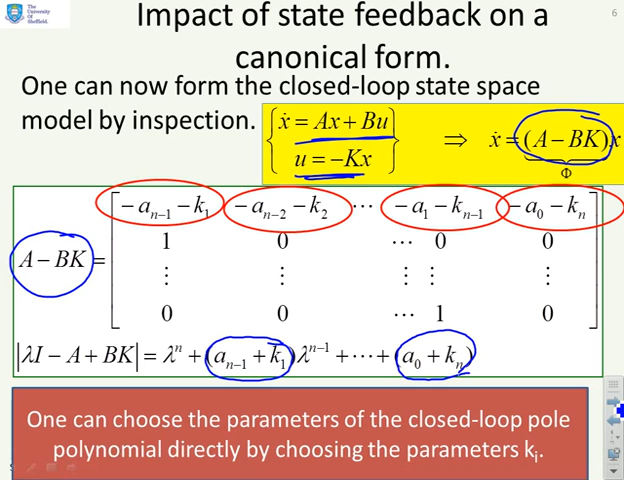 The University Of Sheffield.
6
Impact of state feedback on a
canonical form.
One can now form the closed-loop state space
model by inspection.
{ẋ = Ax + Bu
u = −Kx} ⇒ ẋ = (A − BK)x
Φ
A − BK = [−a_{n−1} − k_1 −a_{n−2} − k_2 ⋯ −a_1 − k_{n−1} −a_0 − k_n
1 0 ⋯ 0 0
⋮ ⋮ ⋮ ⋮ ⋮
0 0 ⋯ 1 0]
|λI − A + BK| = λ^n + (a_{n−1} + k_1)λ^{n−1} + ⋯ + (a_0 + k_n)
One can choose the parameters of the closed-loop pole
polynomial directly by choosing the parameters k_i.